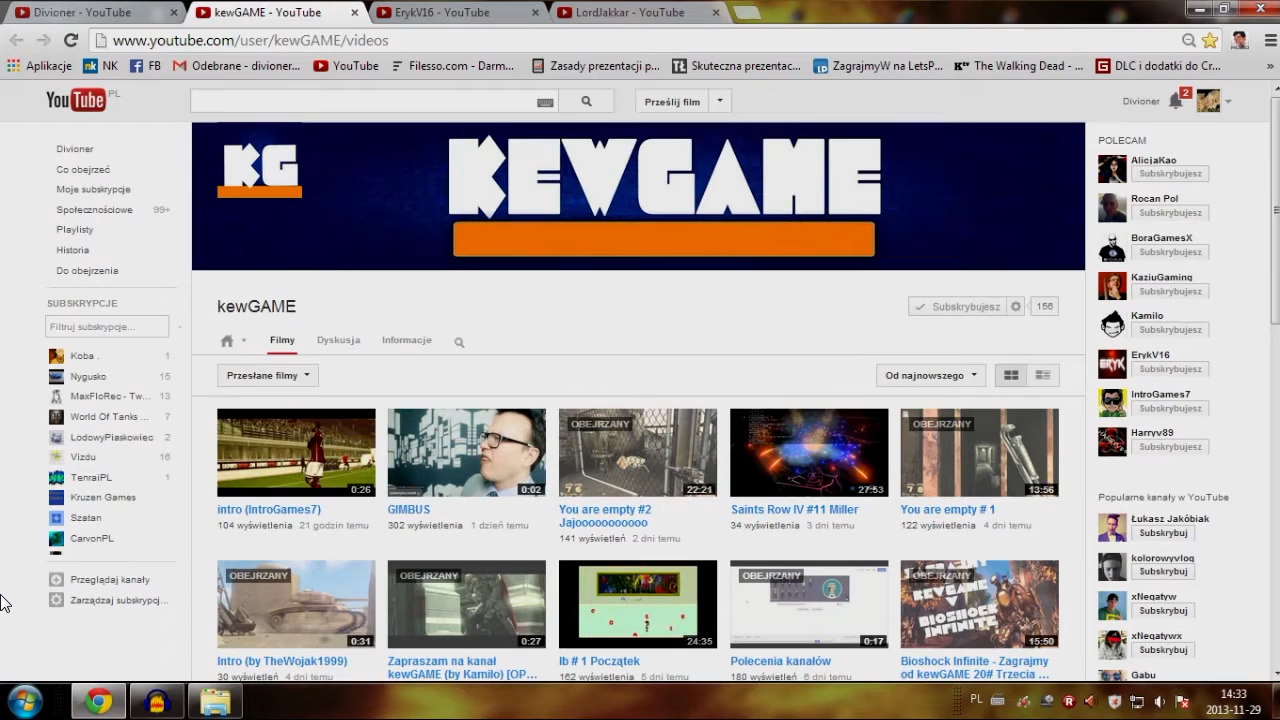 Divioner - YouTube
kewGAME - YouTube
ErykV16 - YouTube
LordJakkar - YouTube
www.youtube.com/user/kewGAME/videos
Aplikacje
nk NK
FB
Odebrane - divioner...
YouTube
Filesso.com - Darm...
Zasady prezentacji p...
Skuteczna prezentac...
ZagrajmyW na LetsP...
The Walking Dead - ...
DLC i dodatki do Cr...
YouTube PL
Prześlij film
Divioner
2
Divioner
Co obejrzeć
Moje subskrypcje
Społecznościowe 99+
Playlisty
Historia
Do obejrzenia
SUBSKRYPCJE
Filtruj subskrypcje...
Koba . 1
Nygusko 15
MaxFloRec - Tw... 13
World Of Tanks ... 7
LodowyPiaskowiec 2
Vizdu 16
TenraiPL 1
Kruzen Games
Szatan
CarvonPL
Przeglądaj kanały
Zarządzaj subskrypcj...
KG
KEWGAME
kewGAME
Subskrybujesz
156
Filmy
Dyskusja
Informacje
Przesłane filmy
Od najnowszego
0:26
intro (IntroGames7)
104 wyświetlenia 21 godzin temu
0:02
GIMBUS
302 wyświetlenia 1 dzień temu
OBEJRZANY
22:21
You are empty #2
Jajooooooooooo
141 wyświetleń 2 dni temu
27:53
Saints Row IV #11 Miller
34 wyświetlenia 3 dni temu
OBEJRZANY
13:56
You are empty # 1
122 wyświetlenia 4 dni temu
OBEJRZANY
0:31
Intro (by TheWojak1999)
30 wyświetleń 4 dni temu
OBEJRZANY
0:27
Zapraszam na kanał
kewGAME (by Kamilo) [OP...
24:35
Ib # 1 Początek
162 wyświetlenia 5 dni temu
OBEJRZANY
0:17
Polecenia kanałów
180 wyświetleń 6 dni temu
OBEJRZANY
KEWGAME
V
BIOSHOCK
INFINITE
15:50
Bioshock Infinite - Zagrajmy
od kewGAME 20# Trzecia ...
POLECAM
AlicjaKao
Subskrybujesz
Rocan Pol
Subskrybujesz
BoraGamesX
Subskrybujesz
KaziuGaming
Subskrybujesz
Kamilo
Subskrybujesz
ErykV16
Subskrybujesz
IntroGames7
Subskrybujesz
Harryv89
Subskrybujesz
Popularne kanały w YouTube
Łukasz Jakóbiak
Subskrybuj
kolorowyvlog
Subskrybuj
xNeqatyw
Subskrybuj
xNeqatywx
Subskrybuj
Gabu
PL
14:33
2013-11-29